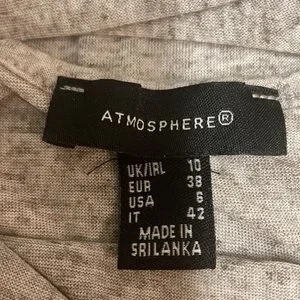 ATMOSPHERE®
UK/IRL 10
EUR 38
USA 6
IT 42
MADE IN
SRILANKA